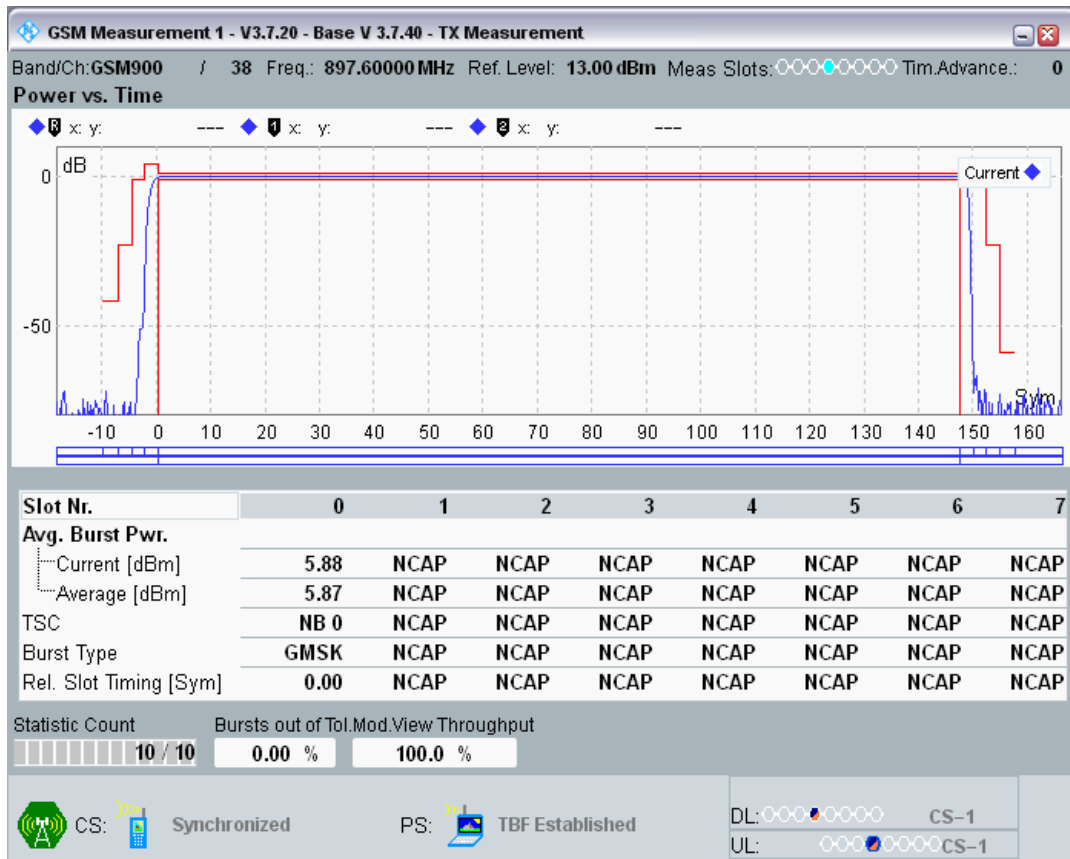 GSM Measurement 1 - V3.7.20 - Base V 3.7.40 - TX Measurement
Band/Ch:GSM900 / 38 Freq.: 897.60000 MHz Ref. Level: 13.00 dBm Meas Slots: Tim.Advance.: 0
Power vs. Time
R x: y: --- 1 x: y: --- 2 x: y: ---
dB
Current
0
-50
Sym
-10 0 10 20 30 40 50 60 70 80 90 100 110 120 130 140 150 160
Slot Nr. 0 1 2 3 4 5 6 7
Avg. Burst Pwr.
Current [dBm] 5.88 NCAP NCAP NCAP NCAP NCAP NCAP NCAP
Average [dBm] 5.87 NCAP NCAP NCAP NCAP NCAP NCAP NCAP
TSC NB 0 NCAP NCAP NCAP NCAP NCAP NCAP NCAP
Burst Type GMSK NCAP NCAP NCAP NCAP NCAP NCAP NCAP
Rel. Slot Timing [Sym] 0.00 NCAP NCAP NCAP NCAP NCAP NCAP NCAP
Statistic Count Bursts out of Tol.Mod.View Throughput
10 / 10 0.00 % 100.0 %
CS: Synchronized PS: TBF Established
DL: CS-1
UL: CS-1